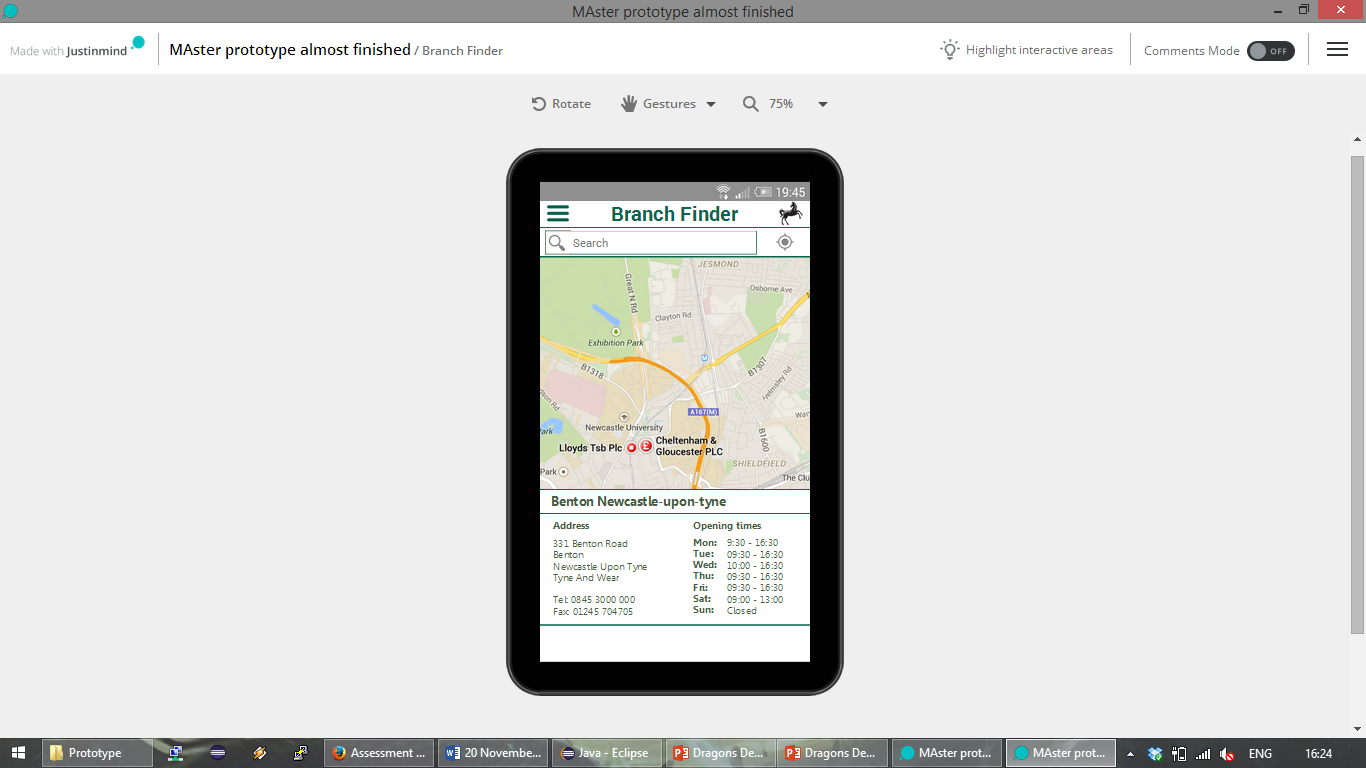 MAster prototype almost finished
Made with Justinmind
MAster prototype almost finished / Branch Finder
Highlight interactive areas
Comments Mode
OFF
Rotate
Gestures
75%
19:45
Branch Finder
Search
JESMOND
Great N Rd
Osborne Ave
Clayton Rd
Exhibition Park
M
B1318
B1307
A167(M)
Newcastle University
B1600
Lloyds Tsb Plc
Cheltenham &
Gloucester PLC
SHIELDFIELD
Park
The Clu
Benton Newcastle-upon-tyne
Address
331 Benton Road
Benton
Newcastle Upon Tyne
Tyne And Wear
Tel: 0845 3000 000
Fax: 01245 704705
Opening times
Mon: 9:30 - 16:30
Tue: 09:30 - 16:30
Wed: 10:00 - 16:30
Thu: 09:30 - 16:30
Fri: 09:30 - 16:30
Sat: 09:00 - 13:00
Sun: Closed
Prototype
Assessment ...
20 Novembe...
Java - Eclipse
Dragons De...
Dragons De...
MAster prot...
MAster prot...
ENG
16:24